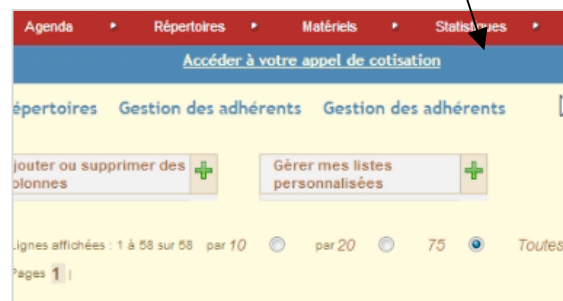 Agenda Répertoires Matériels Statistiques
Accéder à votre appel de cotisation
épertoires Gestion des adhérents Gestion des adhérents
jouter ou supprimer des
olonnes
Gérer mes listes
personnalisées
Lignes affichées : 1 à 58 sur 58 par 10 par 20 75 Toutes
Pages 1 |